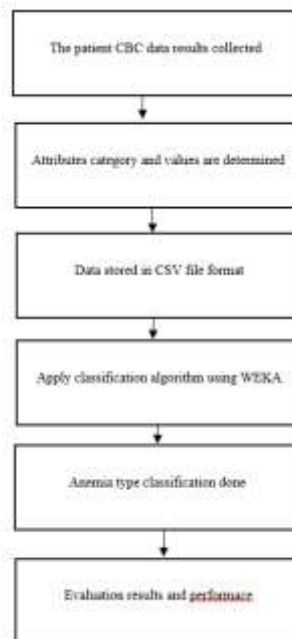 The patient CBC data results collected
Attributes category and values are determined
Data stored in CSV file format
Apply classification algorithm using WEKA
Anemia type classification done
Evaluation results and performace